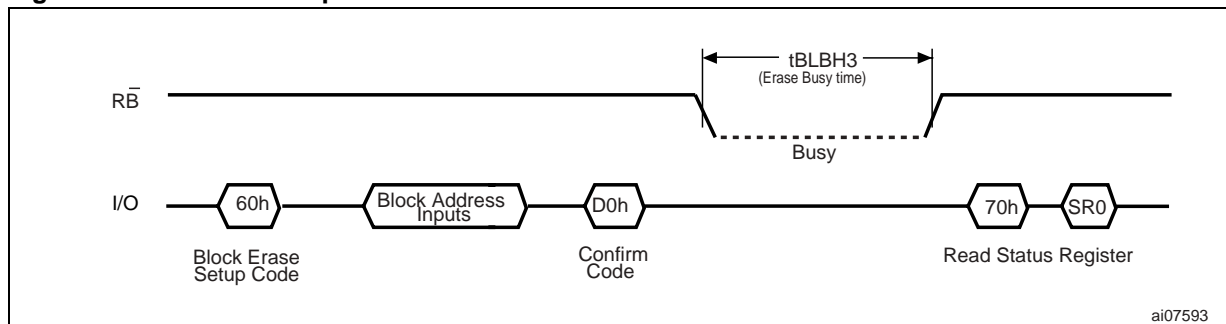 tBLBH3
(Erase Busy time)
RB̅
Busy
I/O
60h
Block Address
Inputs
D0h
70h
SR0
Block Erase
Setup Code
Confirm
Code
Read Status Register
ai07593